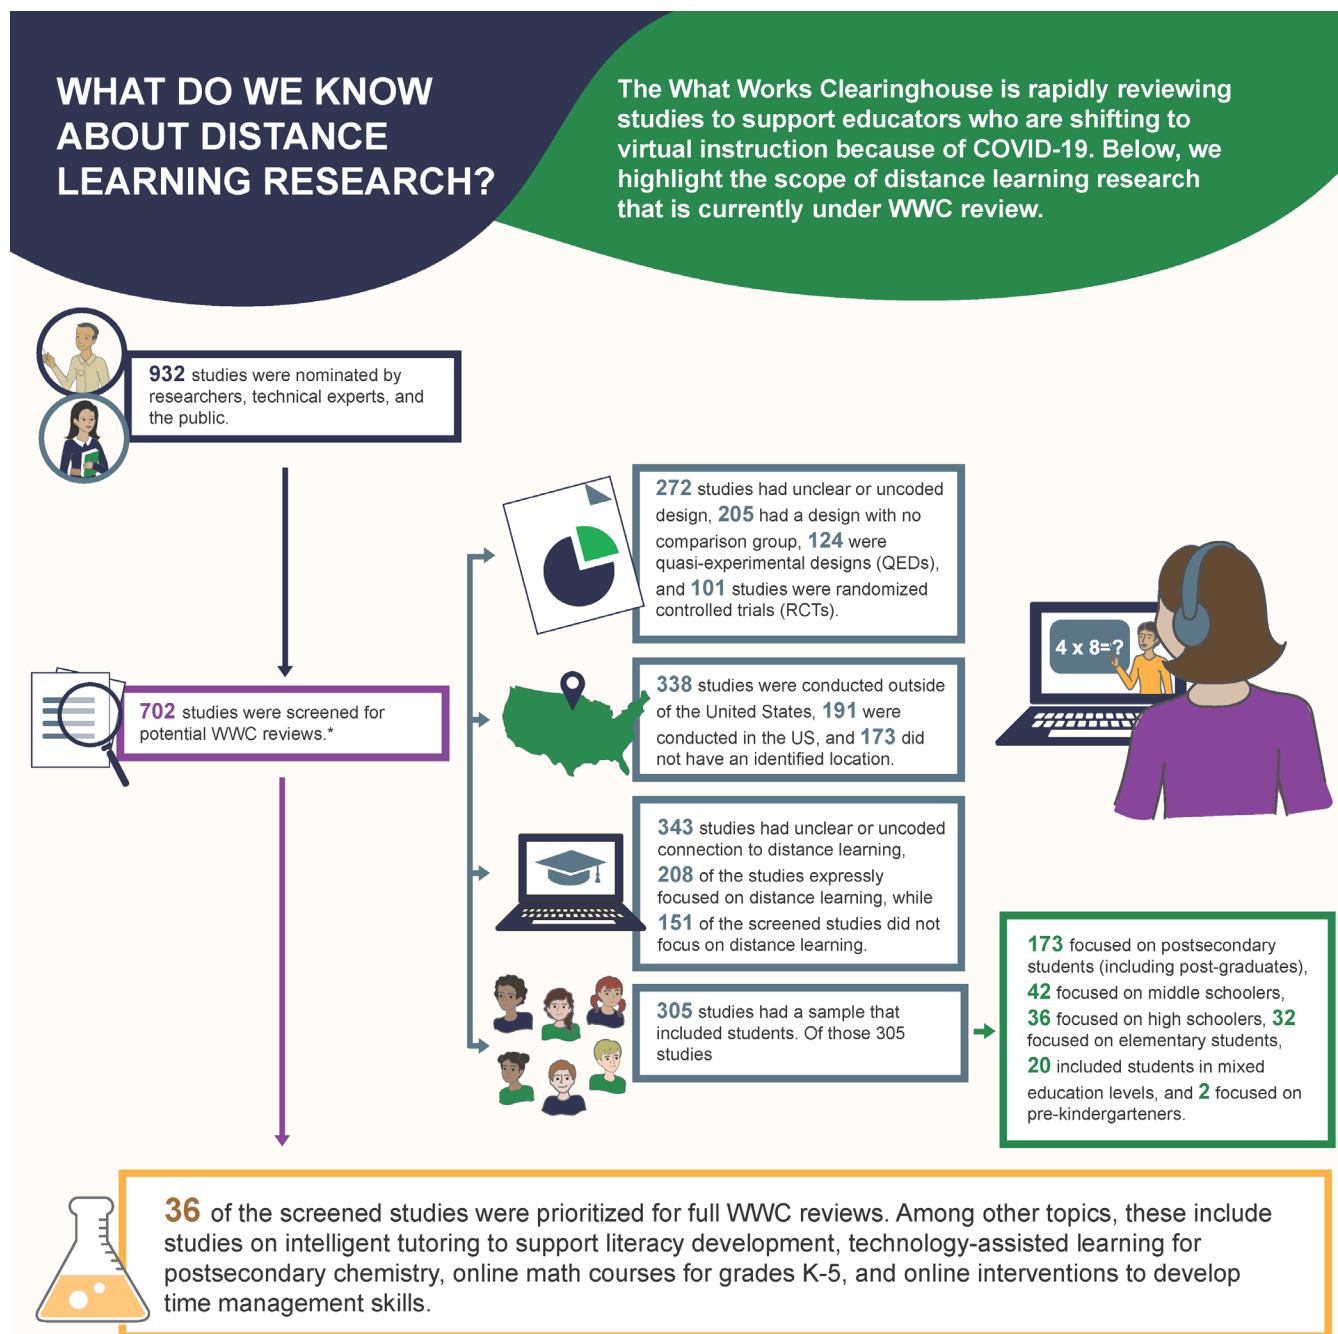 WHAT DO WE KNOW
ABOUT DISTANCE
LEARNING RESEARCH?
The What Works Clearinghouse is rapidly reviewing
studies to support educators who are shifting to
virtual instruction because of COVID-19. Below, we
highlight the scope of distance learning research
that is currently under WWC review.
932 studies were nominated by
researchers, technical experts, and
the public.
702 studies were screened for
potential WWC reviews.*
272 studies had unclear or uncoded
design, 205 had a design with no
comparison group, 124 were
quasi-experimental designs (QEDs),
and 101 studies were randomized
controlled trials (RCTs).
338 studies were conducted outside
of the United States, 191 were
conducted in the US, and 173 did
not have an identified location.
343 studies had unclear or uncoded
connection to distance learning,
208 of the studies expressly
focused on distance learning, while
151 of the screened studies did not
focus on distance learning.
305 studies had a sample that
included students. Of those 305
studies
4 x 8=?
173 focused on postsecondary
students (including post-graduates),
42 focused on middle schoolers,
36 focused on high schoolers, 32
focused on elementary students,
20 included students in mixed
education levels, and 2 focused on
pre-kindergarteners.
36 of the screened studies were prioritized for full WWC reviews. Among other topics, these include
studies on intelligent tutoring to support literacy development, technology-assisted learning for
postsecondary chemistry, online math courses for grades K-5, and online interventions to develop
time management skills.